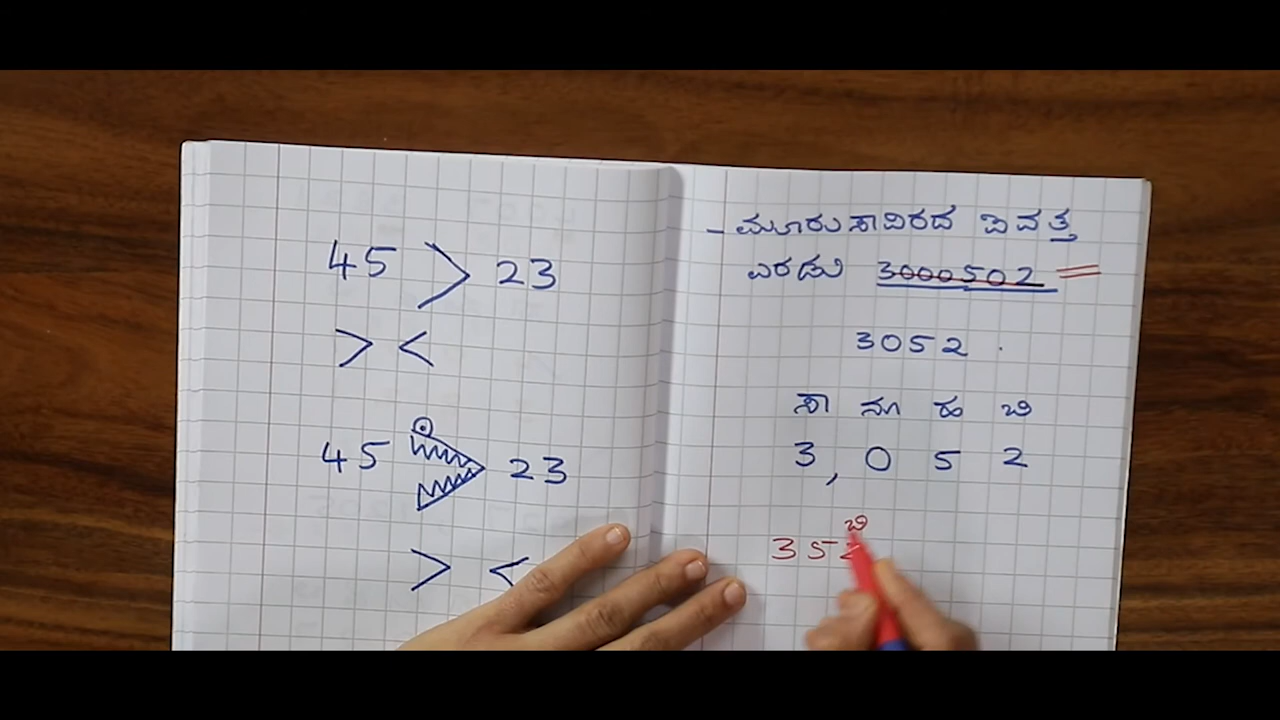 45 > 23
> <
45 > 23
> <
- ಮೂರು ಸಾವಿರದ ಐವತ್ತ
ಎರಡು 3000502
3052
ಸಾ ನೂ ಹ ಬಿ
3, 0 5 2
ಬಿ
352